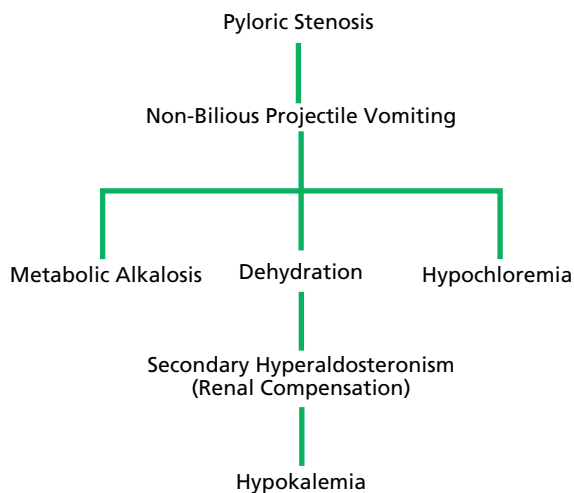 Pyloric Stenosis
Non-Bilious Projectile Vomiting
Metabolic Alkalosis
Dehydration
Hypochloremia
Secondary Hyperaldosteronism
(Renal Compensation)
Hypokalemia